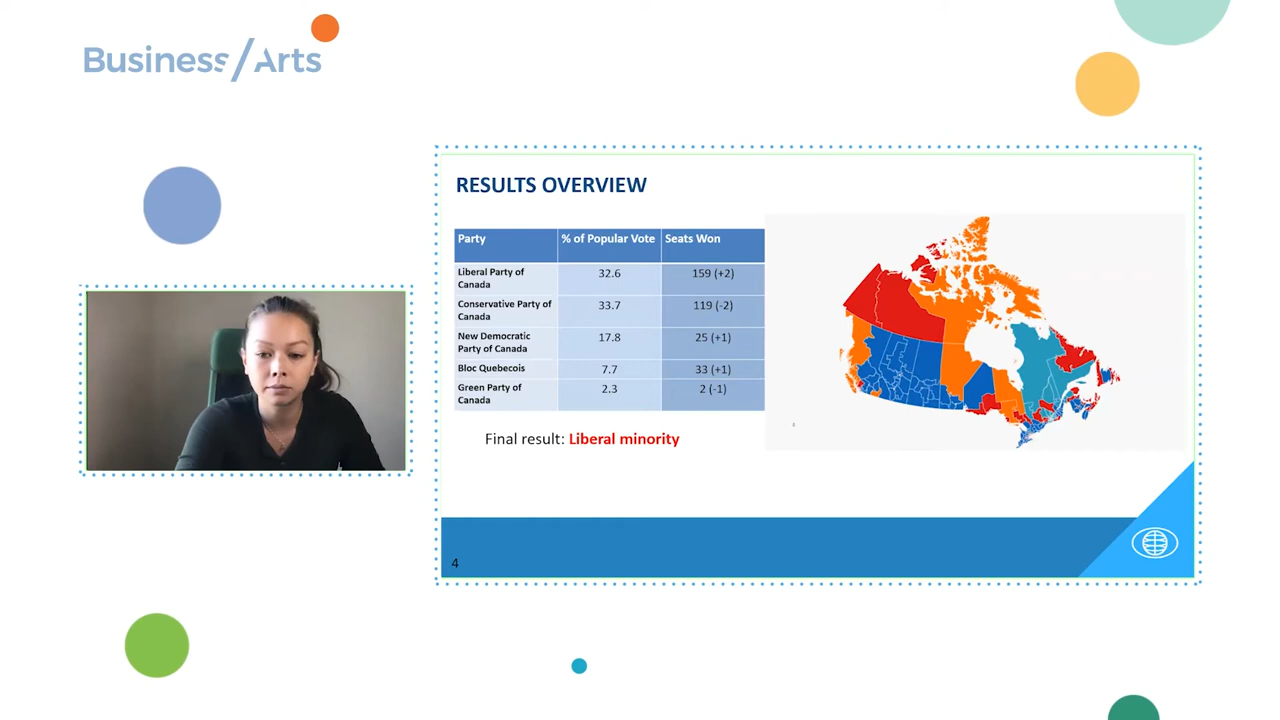 Business/Arts
RESULTS OVERVIEW
Party % of Popular Vote Seats Won
Liberal Party of
Canada 32.6 159 (+2)
Conservative Party of
Canada 33.7 119 (-2)
New Democratic
Party of Canada 17.8 25 (+1)
Bloc Quebecois 7.7 33 (+1)
Green Party of
Canada 2.3 2 (-1)
Final result: Liberal minority
4